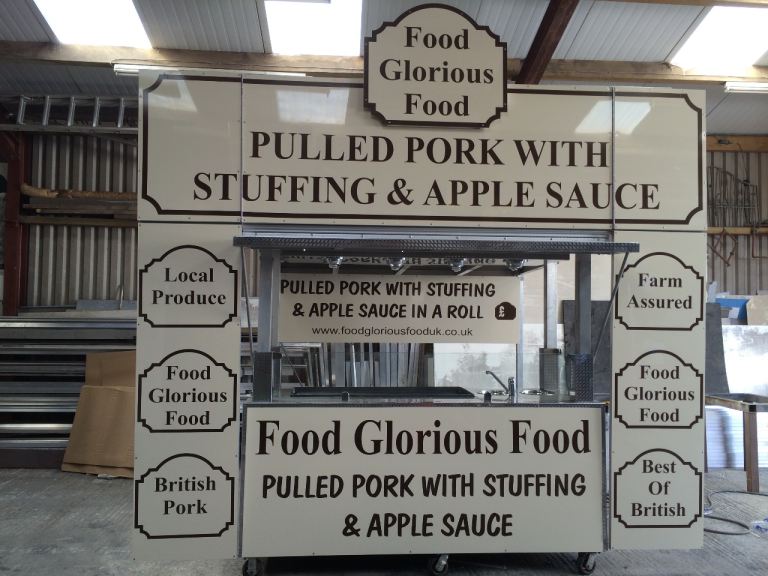 Food
Glorious
Food
PULLED PORK WITH
STUFFING & APPLE SAUCE
Local
Produce
Food
Glorious
Food
British
Pork
PULLED PORK WITH STUFFING
& APPLE SAUCE IN A ROLL £
www.foodgloriousfooduk.co.uk
Food Glorious Food
PULLED PORK WITH STUFFING
& APPLE SAUCE
Farm
Assured
Food
Glorious
Food
Best
Of
British